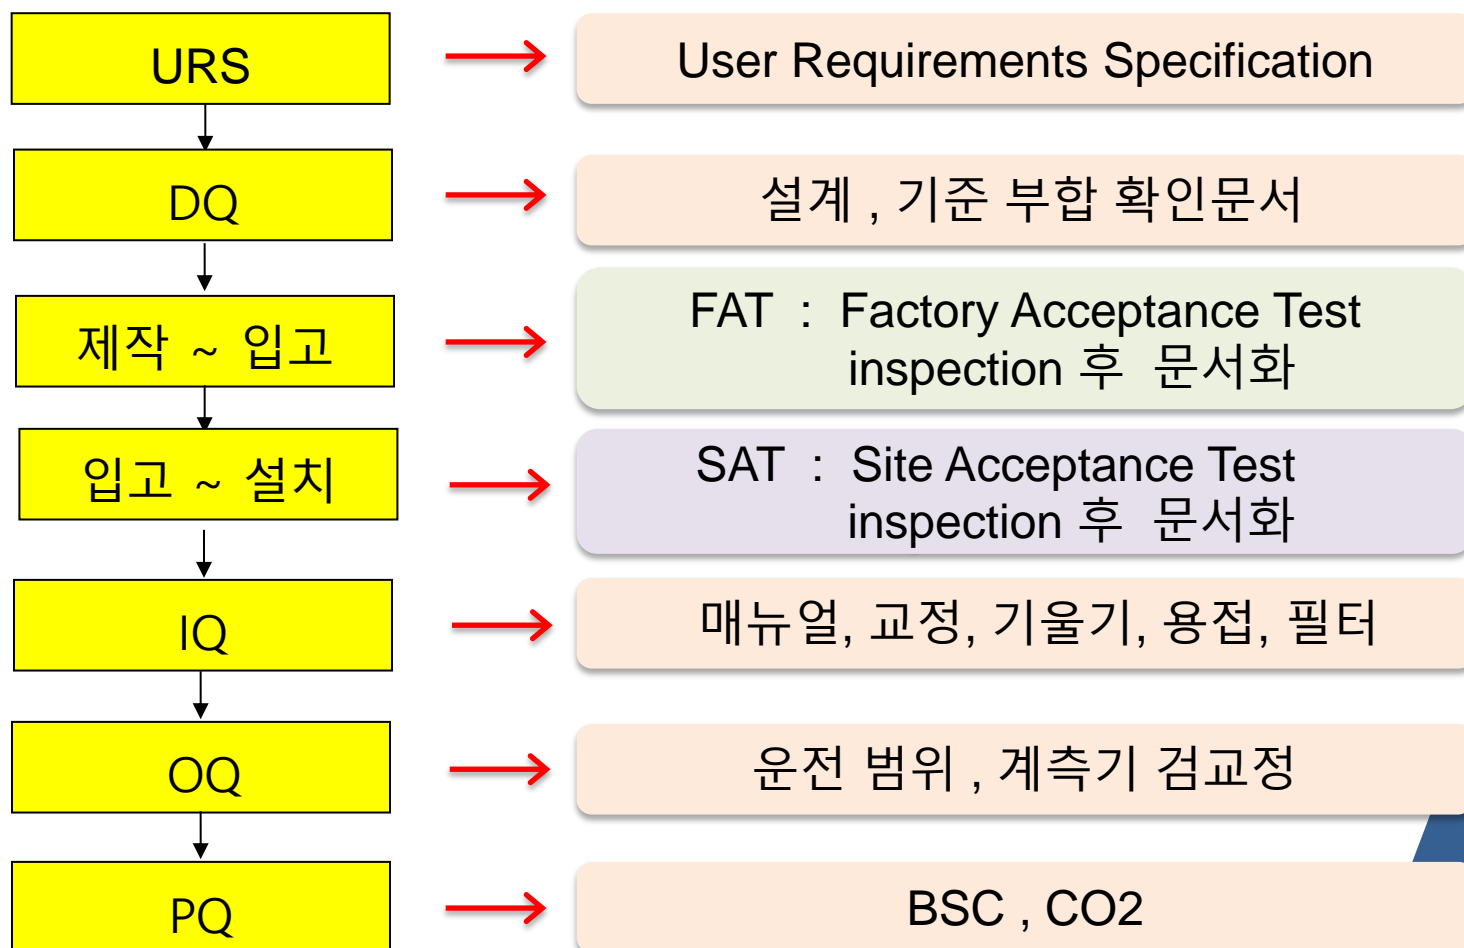 URS
User Requirements Specification
DQ
설계 , 기준 부합 확인문서
제작 ~ 입고
FAT : Factory Acceptance Test
inspection 후 문서화
입고 ~ 설치
SAT : Site Acceptance Test
inspection 후 문서화
IQ
매뉴얼, 교정, 기울기, 용접, 필터
OQ
운전 범위 , 계측기 검교정
PQ
BSC , CO2